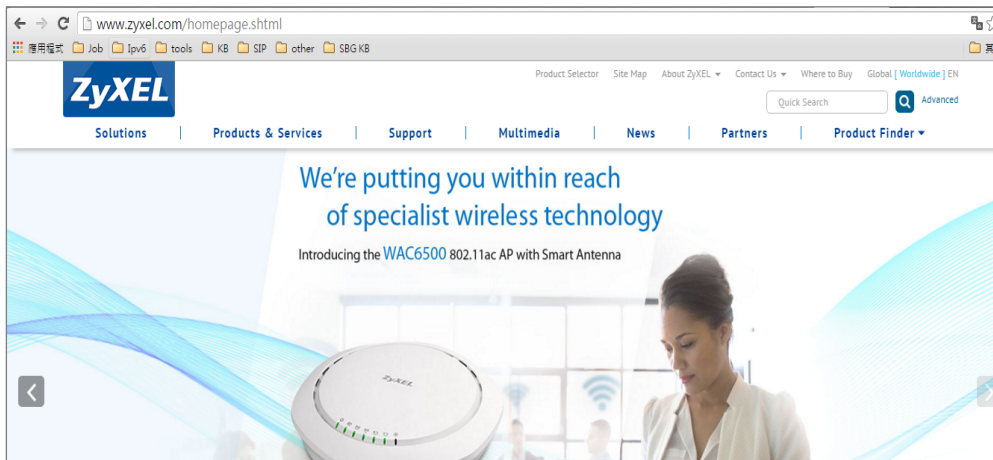 www.zyxel.com/homepage.shtml
應用程式 Job Ipv6 tools KB SIP other SBG KB
ZyXEL
Product Selector Site Map About ZyXEL Contact Us Where to Buy Global [ Worldwide ] EN
Quick Search Advanced
Solutions Products & Services Support Multimedia News Partners Product Finder
We're putting you within reach
of specialist wireless technology
Introducing the WAC6500 802.11ac AP with Smart Antenna
ZyXEL